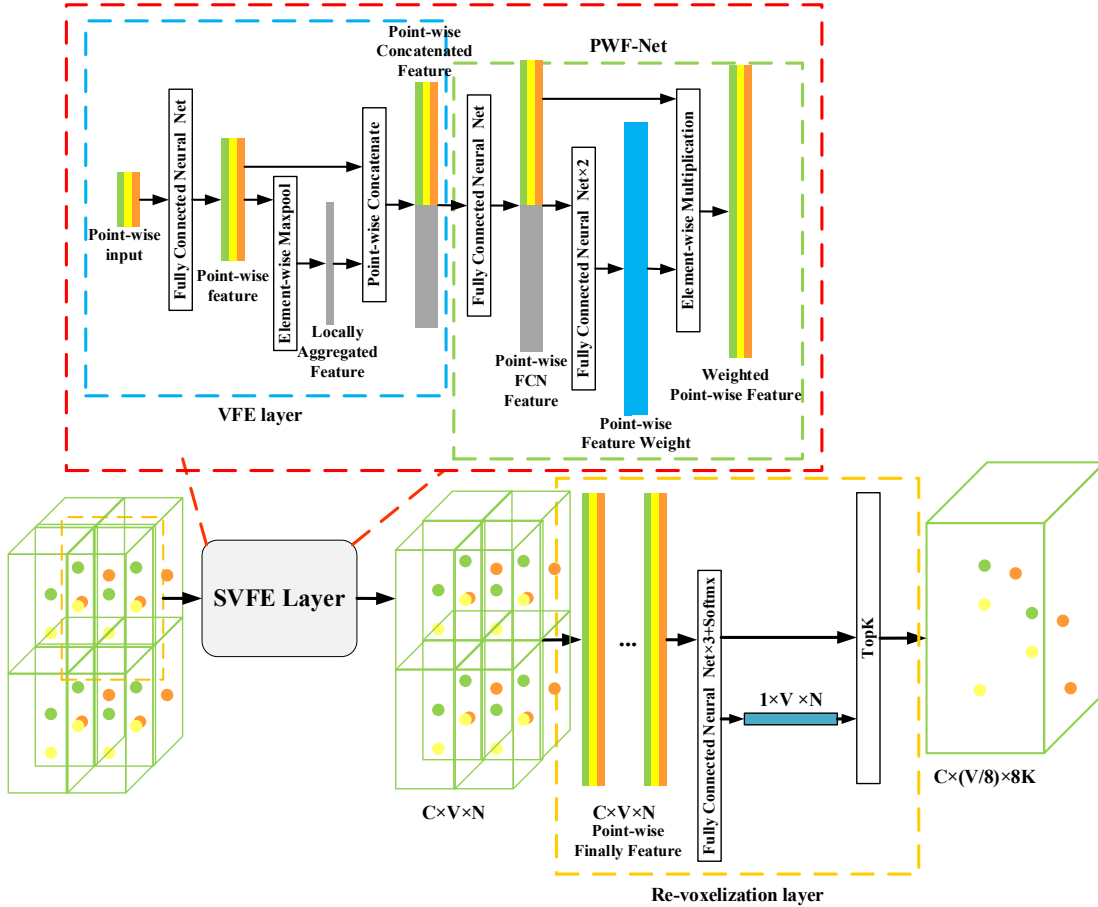 Point-wise
Concatenated
Feature
PWF-Net
Point-wise
input
Fully Connected Neural Net
Point-wise
feature
Element-wise Maxpool
Locally
Aggregated
Feature
Point-wise Concatenate
VFE layer
Fully Connected Neural Net
Point-wise
FCN
Feature
Fully Connected Neural Net×2
Point-wise
Feature Weight
Element-wise Multiplication
Weighted
Point-wise Feature
SVFE Layer
C×V×N
...
C×V×N
Point-wise
Finally Feature
Fully Connected Neural Net×3+Softmx
1×V ×N
TopK
C×(V/8)×8K
Re-voxelization layer